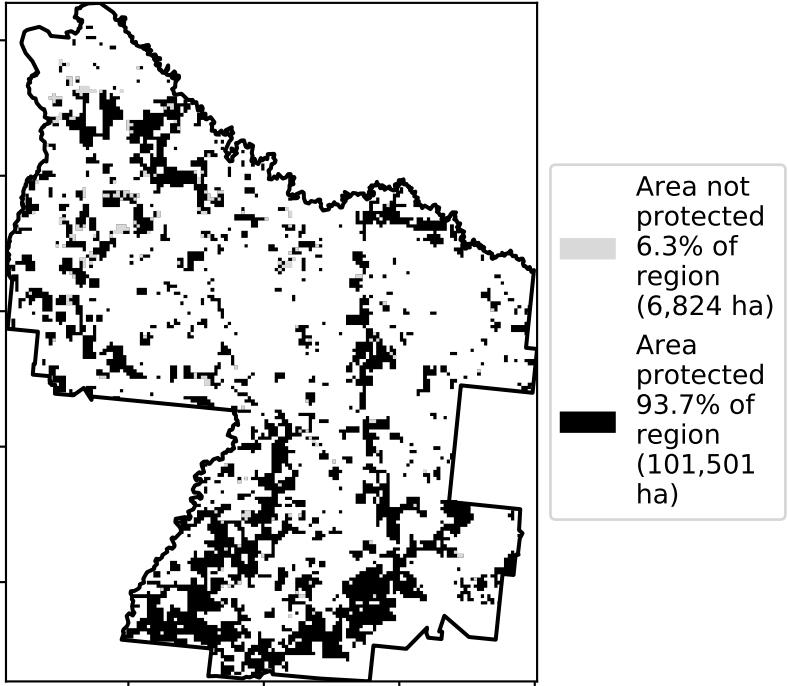 Area not
protected
6.3% of
region
(6,824 ha)
Area
protected
93.7% of
region
(101,501
ha)